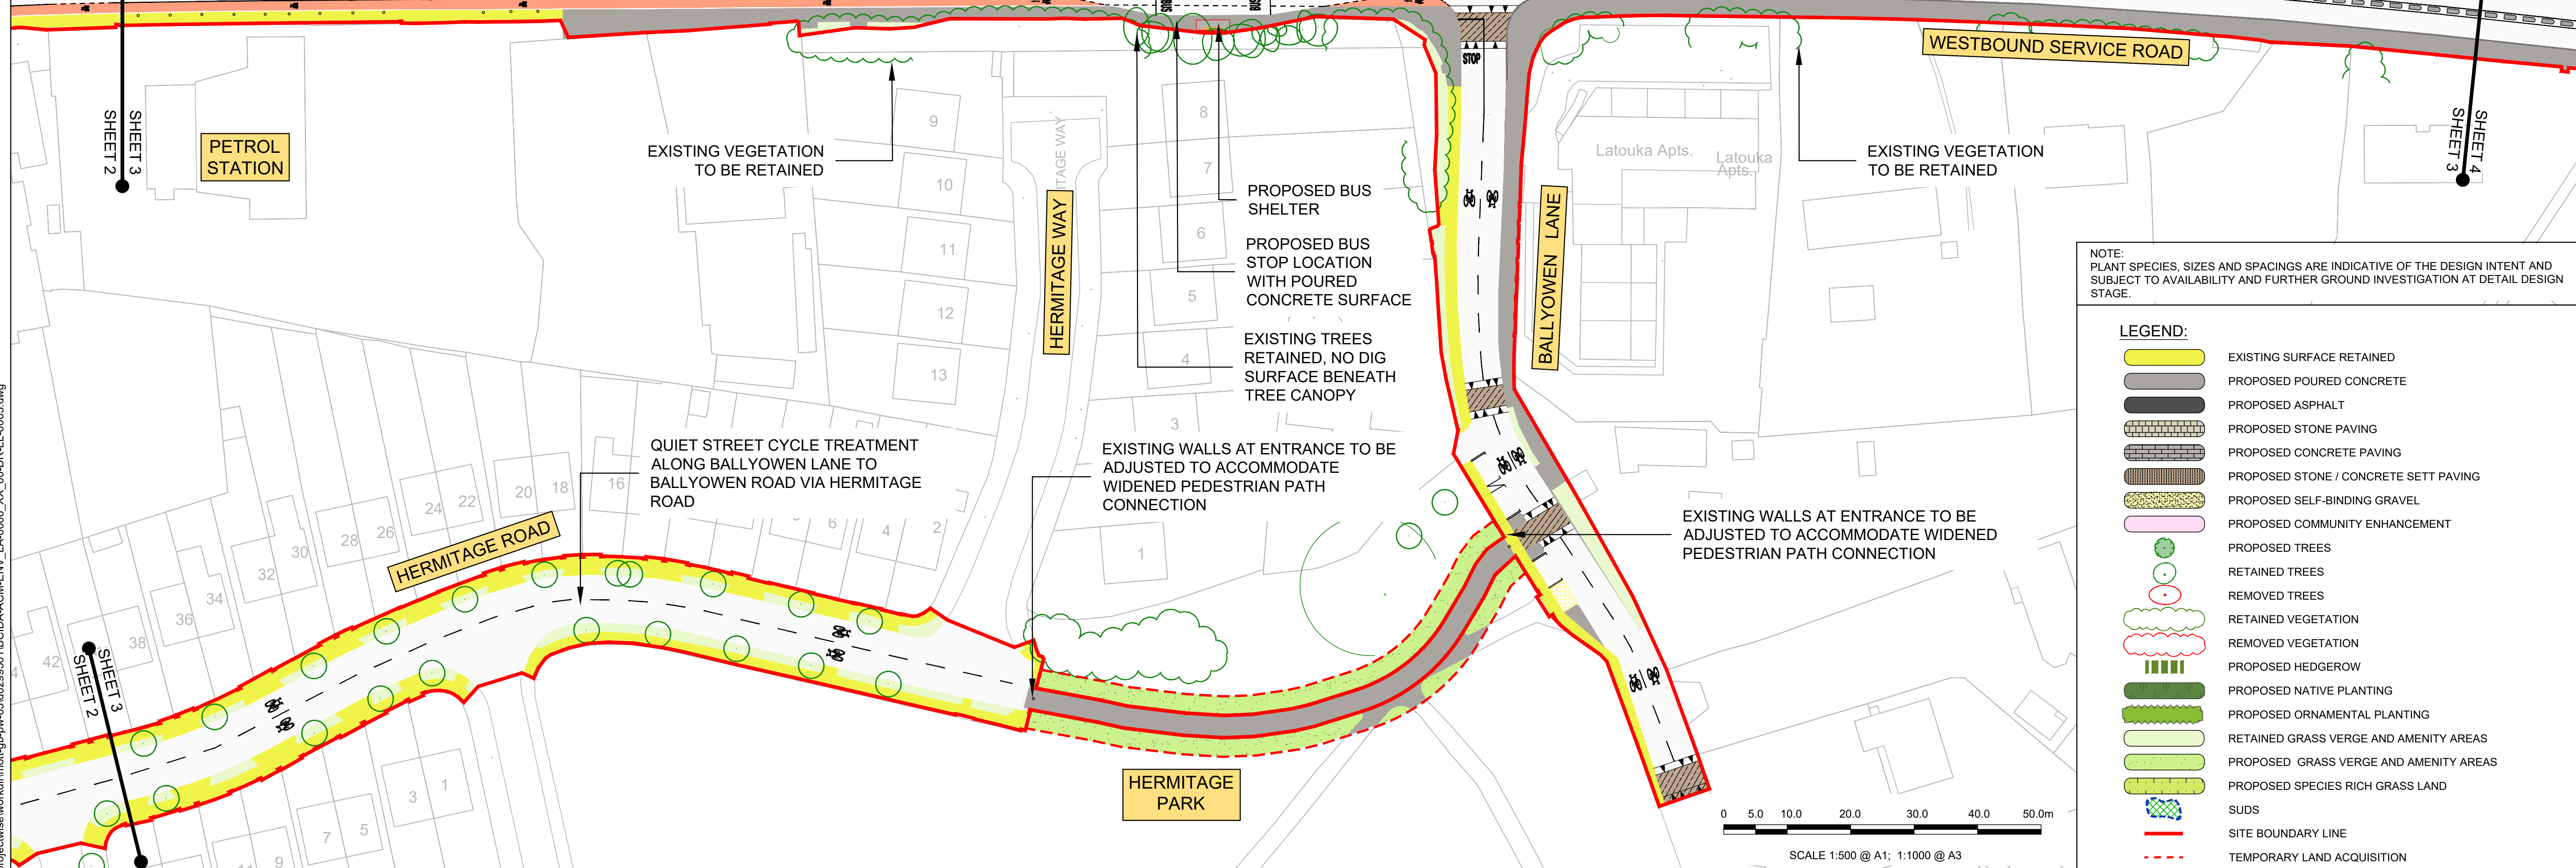 WESTBOUND SERVICE ROAD
STOP
SHEET 3
SHEET 2
PETROL
STATION
EXISTING VEGETATION
TO BE RETAINED
9
10
11
12
13
HERMITAGE WAY
8
7
6
5
4
3
PROPOSED BUS
SHELTER
PROPOSED BUS
STOP LOCATION
WITH POURED
CONCRETE SURFACE
EXISTING TREES
RETAINED, NO DIG
SURFACE BENEATH
TREE CANOPY
BALLYOWEN LANE
Latouka Apts.
Latouka
Apts.
EXISTING VEGETATION
TO BE RETAINED
SHEET 4
SHEET 3
QUIET STREET CYCLE TREATMENT
ALONG BALLYOWEN LANE TO
BALLYOWEN ROAD VIA HERMITAGE
ROAD
EXISTING WALLS AT ENTRANCE TO BE
ADJUSTED TO ACCOMMODATE
WIDENED PEDESTRIAN PATH
CONNECTION
EXISTING WALLS AT ENTRANCE TO BE
ADJUSTED TO ACCOMMODATE WIDENED
PEDESTRIAN PATH CONNECTION
HERMITAGE ROAD
16
18
20
22
24
26
28
30
32
34
36
38
42
6
4
2
1
SHEET 3
SHEET 2
3
1
7
5
9
HERMITAGE
PARK
NOTE:
PLANT SPECIES, SIZES AND SPACINGS ARE INDICATIVE OF THE DESIGN INTENT AND
SUBJECT TO AVAILABILITY AND FURTHER GROUND INVESTIGATION AT DETAIL DESIGN
STAGE.
LEGEND:
EXISTING SURFACE RETAINED
PROPOSED POURED CONCRETE
PROPOSED ASPHALT
PROPOSED STONE PAVING
PROPOSED CONCRETE PAVING
PROPOSED STONE / CONCRETE SETT PAVING
PROPOSED SELF-BINDING GRAVEL
PROPOSED COMMUNITY ENHANCEMENT
PROPOSED TREES
RETAINED TREES
REMOVED TREES
RETAINED VEGETATION
REMOVED VEGETATION
PROPOSED HEDGEROW
PROPOSED NATIVE PLANTING
PROPOSED ORNAMENTAL PLANTING
RETAINED GRASS VERGE AND AMENITY AREAS
PROPOSED GRASS VERGE AND AMENITY AREAS
PROPOSED SPECIES RICH GRASS LAND
SUDS
SITE BOUNDARY LINE
TEMPORARY LAND ACQUISITION
0 5.0 10.0 20.0 30.0 40.0 50.0m
SCALE 1:500 @ A1; 1:1000 @ A3